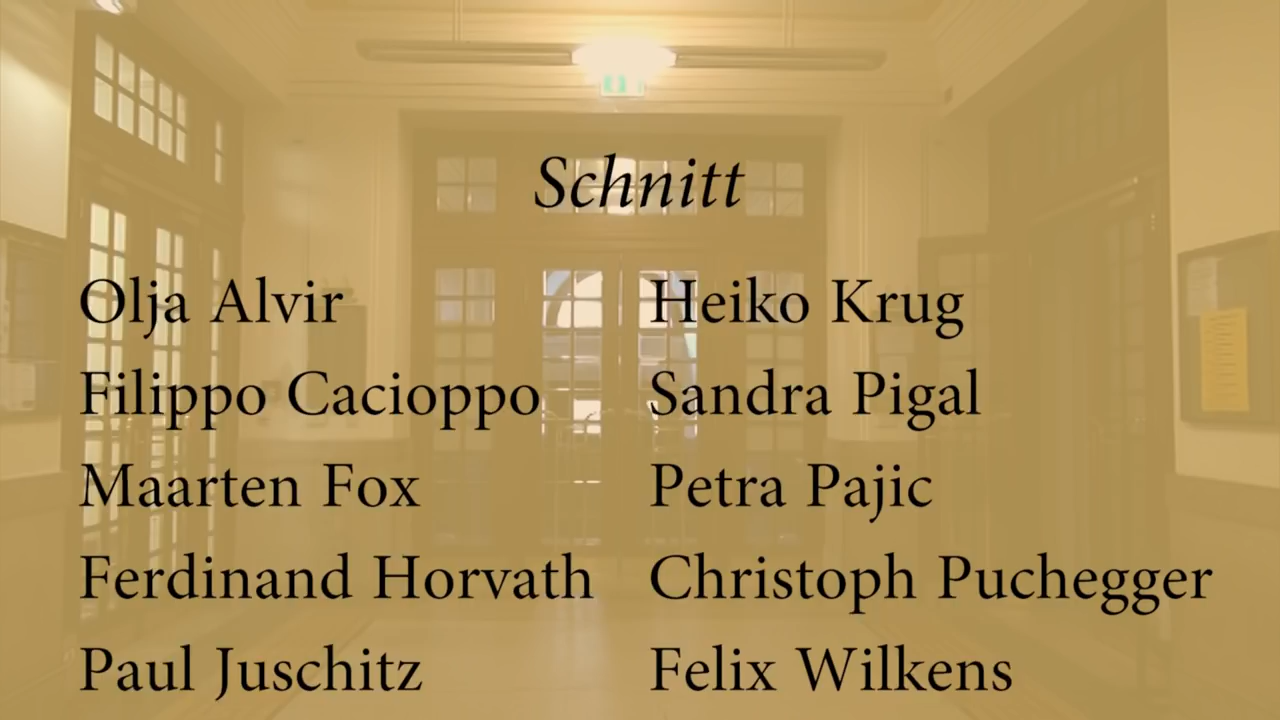 Schnitt
Olja Alvir
Filippo Cacioppo
Maarten Fox
Ferdinand Horvath
Paul Juschitz
Heiko Krug
Sandra Pigal
Petra Pajic
Christoph Puchegger
Felix Wilkens